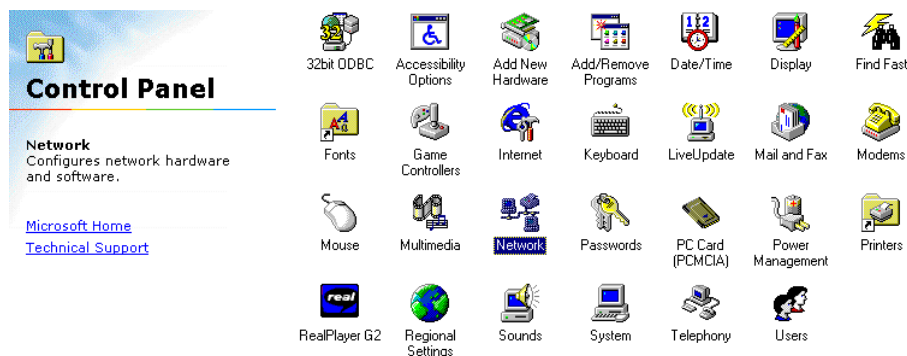 32bit ODBC
Accessibility
Options
Add New
Hardware
Add/Remove
Programs
Date/Time
Display
Find Fast
Control Panel
Network
Configures network hardware
and software.
Microsoft Home
Technical Support
Fonts
Game
Controllers
Internet
Keyboard
LiveUpdate
Mail and Fax
Modems
Mouse
Multimedia
Network
Passwords
PC Card
(PCMCIA)
Power
Management
Printers
real
RealPlayer G2
Regional
Settings
Sounds
System
Telephony
Users